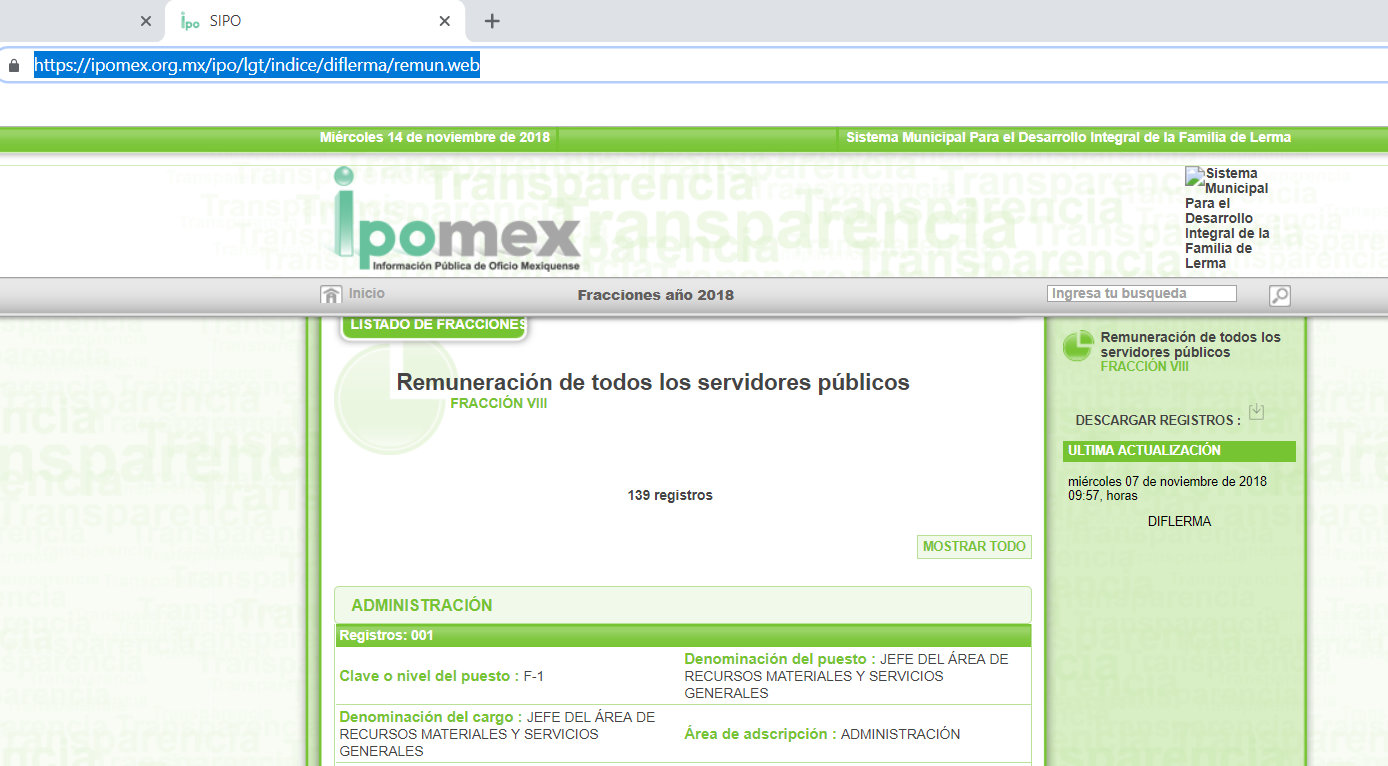 SIPO
https://ipomex.org.mx/ipo/lgt/indice/diflerma/remun.web
Miércoles 14 de noviembre de 2018
Sistema Municipal Para el Desarrollo Integral de la Familia de Lerma
Transparencia
ipomex
Información Pública de Oficio Mexiquense
Sistema
Municipal
Para el
Desarrollo
Integral de la
Familia de
Lerma
Inicio
Fracciones año 2018
Ingresa tu busqueda
LISTADO DE FRACCIONES
Remuneración de todos los servidores públicos
FRACCIÓN VIII
139 registros
MOSTRAR TODO
ADMINISTRACIÓN
Registros: 001
Clave o nivel del puesto : F-1
Denominación del puesto : JEFE DEL ÁREA DE
RECURSOS MATERIALES Y SERVICIOS
GENERALES
Denominación del cargo : JEFE DEL ÁREA DE
RECURSOS MATERIALES Y SERVICIOS
GENERALES
Área de adscripción : ADMINISTRACIÓN
Remuneración de todos los
servidores públicos
FRACCIÓN VIII
DESCARGAR REGISTROS :
ULTIMA ACTUALIZACIÓN
miércoles 07 de noviembre de 2018
09:57, horas
DIFLERMA